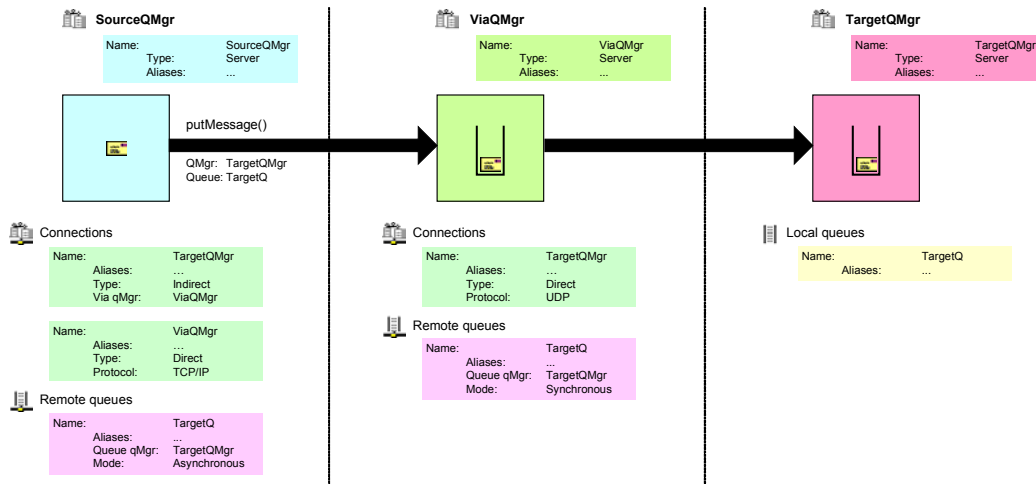 SourceQMgr
Name: SourceQMgr
Type: Server
Aliases: ...
putMessage()
QMgr: TargetQMgr
Queue: TargetQ
Connections
Name: TargetQMgr
Aliases: ...
Type: Indirect
Via qMgr: ViaQMgr
Name: ViaQMgr
Aliases: ...
Type: Direct
Protocol: TCP/IP
Remote queues
Name: TargetQ
Aliases: ...
Queue qMgr: TargetQMgr
Mode: Asynchronous
ViaQMgr
Name: ViaQMgr
Type: Server
Aliases: ...
Connections
Name: TargetQMgr
Aliases: ...
Type: Direct
Protocol: UDP
Remote queues
Name: TargetQ
Aliases: ...
Queue qMgr: TargetQMgr
Mode: Synchronous
TargetQMgr
Name: TargetQMgr
Type: Server
Aliases: ...
Local queues
Name: TargetQ
Aliases: ...